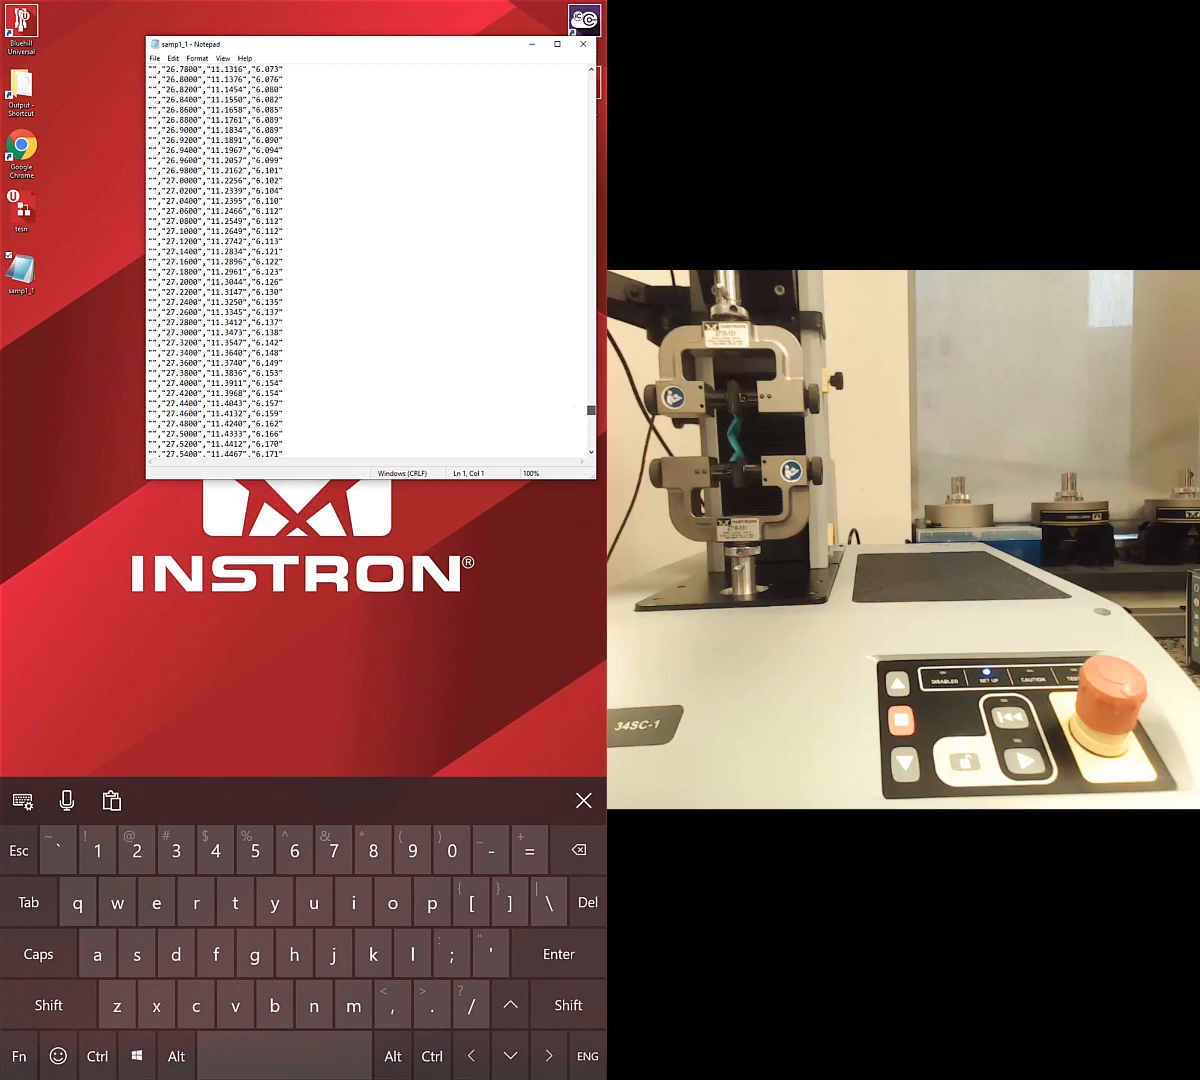 Bluehill
Universal
Output -
Shortcut
Google
Chrome
U
tesn
samp1_1
samp1_1 - Notepad
File Edit Format View Help
"","26.7800","11.1316","6.073"
"","26.8000","11.1376","6.076"
"","26.8200","11.1454","6.080"
"","26.8400","11.1550","6.082"
"","26.8600","11.1658","6.085"
"","26.8800","11.1761","6.089"
"","26.9000","11.1834","6.089"
"","26.9200","11.1891","6.090"
"","26.9400","11.1967","6.094"
"","26.9600","11.2057","6.099"
"","26.9800","11.2162","6.101"
"","27.0000","11.2256","6.102"
"","27.0200","11.2339","6.104"
"","27.0400","11.2395","6.110"
"","27.0600","11.2466","6.112"
"","27.0800","11.2549","6.112"
"","27.1000","11.2649","6.112"
"","27.1200","11.2742","6.113"
"","27.1400","11.2834","6.121"
"","27.1600","11.2896","6.122"
"","27.1800","11.2961","6.123"
"","27.2000","11.3044","6.126"
"","27.2200","11.3147","6.130"
"","27.2400","11.3250","6.135"
"","27.2600","11.3345","6.137"
"","27.2800","11.3412","6.137"
"","27.3000","11.3473","6.138"
"","27.3200","11.3547","6.142"
"","27.3400","11.3640","6.148"
"","27.3600","11.3740","6.149"
"","27.3800","11.3836","6.153"
"","27.4000","11.3911","6.154"
"","27.4200","11.3968","6.154"
"","27.4400","11.4043","6.157"
"","27.4600","11.4132","6.159"
"","27.4800","11.4240","6.162"
"","27.5000","11.4333","6.166"
"","27.5200","11.4412","6.170"
"","27.5400","11.4467","6.171"
Windows (CRLF) Ln 1, Col 1 100%
INSTRON®
Esc ~ ` ! 1 @ 2 # 3 $ 4 % 5 ^ 6 & 7 * 8 ( 9 ) 0 _ - + =
Tab q w e r t y u i o p { [ } ] | \ Del
Caps a s d f g h j k l : ; " ' Enter
Shift z x c v b n m < , > . ? / Shift
Fn Ctrl Alt Alt Ctrl ENG
INSTRON
2710-101
INSTRON
2710-101
DISABLED SET UP CAUTION
34SC-1